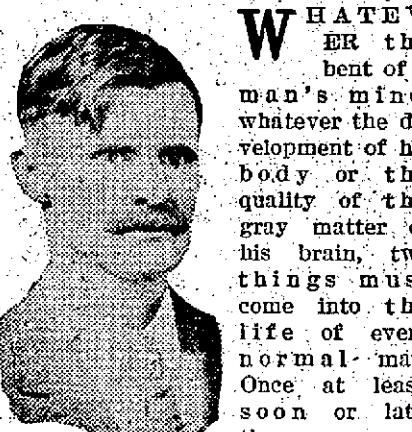 WHATEV
ER th
bent of
man's min
whatever the d
velopment of h
body or th
quality of th
gray matter o
his brain, tw
things mus
come into th
life of ever
normal ma
Once at leas
soon or lat